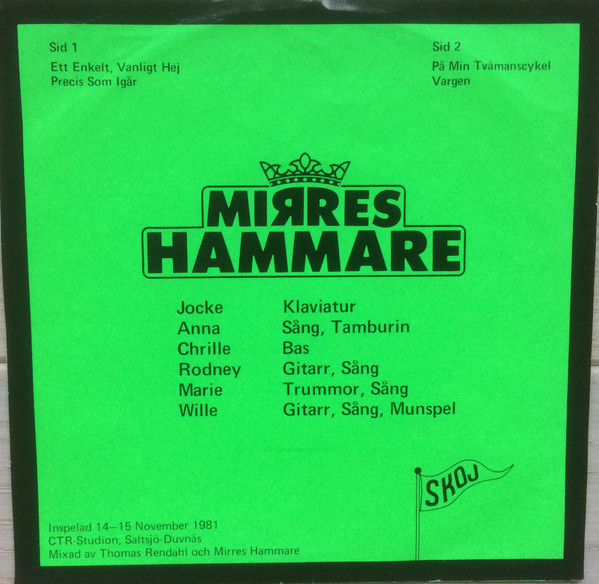 Sid 1
Ett Enkelt, Vanligt Hej
Precis Som Igår
Sid 2
På Min Tvåmanscykel
Vargen
MIRRES
HAMMARE
Jocke Klaviatur
Anna Sång, Tamburin
Chrille Bas
Rodney Gitarr, Sång
Marie Trummor, Sång
Wille Gitarr, Sång, Munspel
SKOJ
Inspelad 14–15 November 1981
CTR-Studion, Saltsjö-Duvnäs
Mixad av Thomas Rendahl och Mirres Hammare